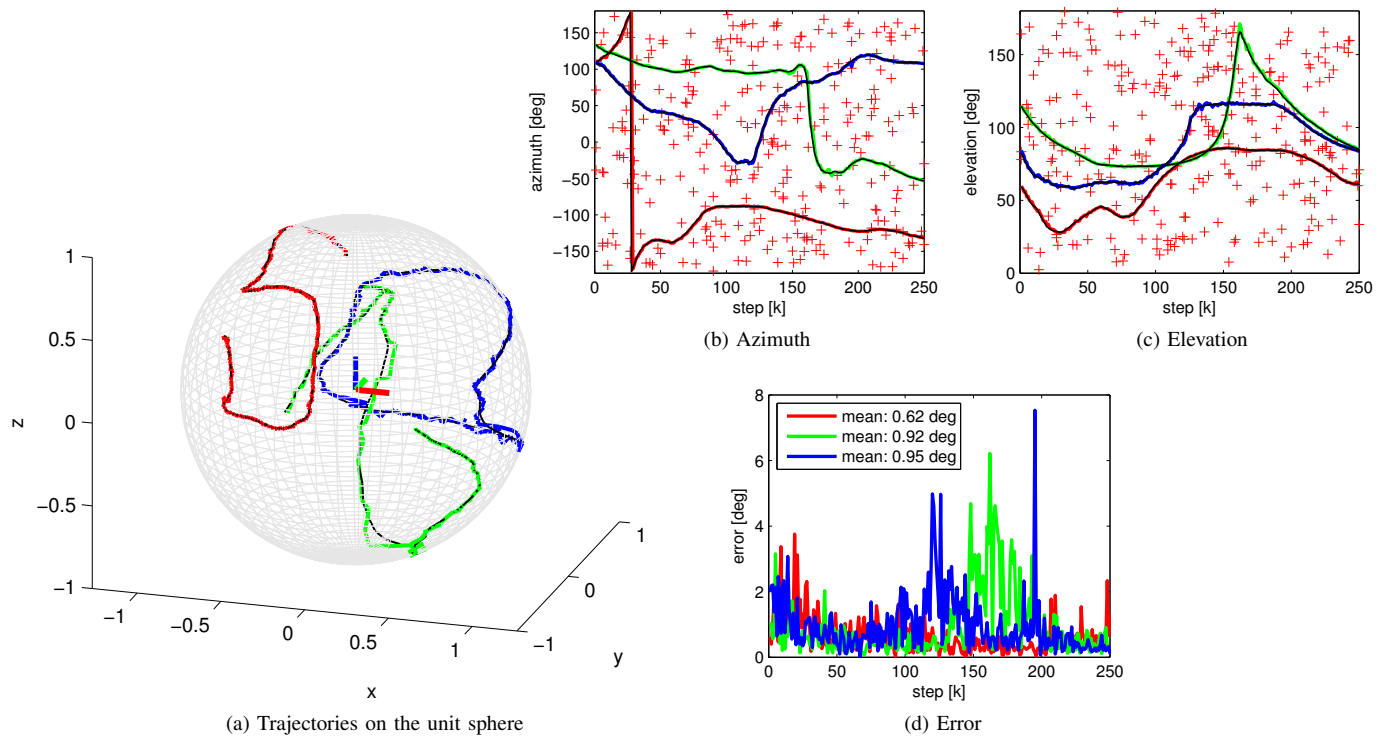 1
0.5
0
−0.5
−1
z
−1
−0.5
0
0.5
1
x
−1
0
1
y
(a) Trajectories on the unit sphere
150
100
50
0
−50
−100
−150
azimuth [deg]
0 50 100 150 200 250
step [k]
(b) Azimuth
150
100
50
0
elevation [deg]
0 50 100 150 200 250
step [k]
(c) Elevation
8
6
4
2
0
error [deg]
mean: 0.62 deg
mean: 0.92 deg
mean: 0.95 deg
0 50 100 150 200 250
step [k]
(d) Error